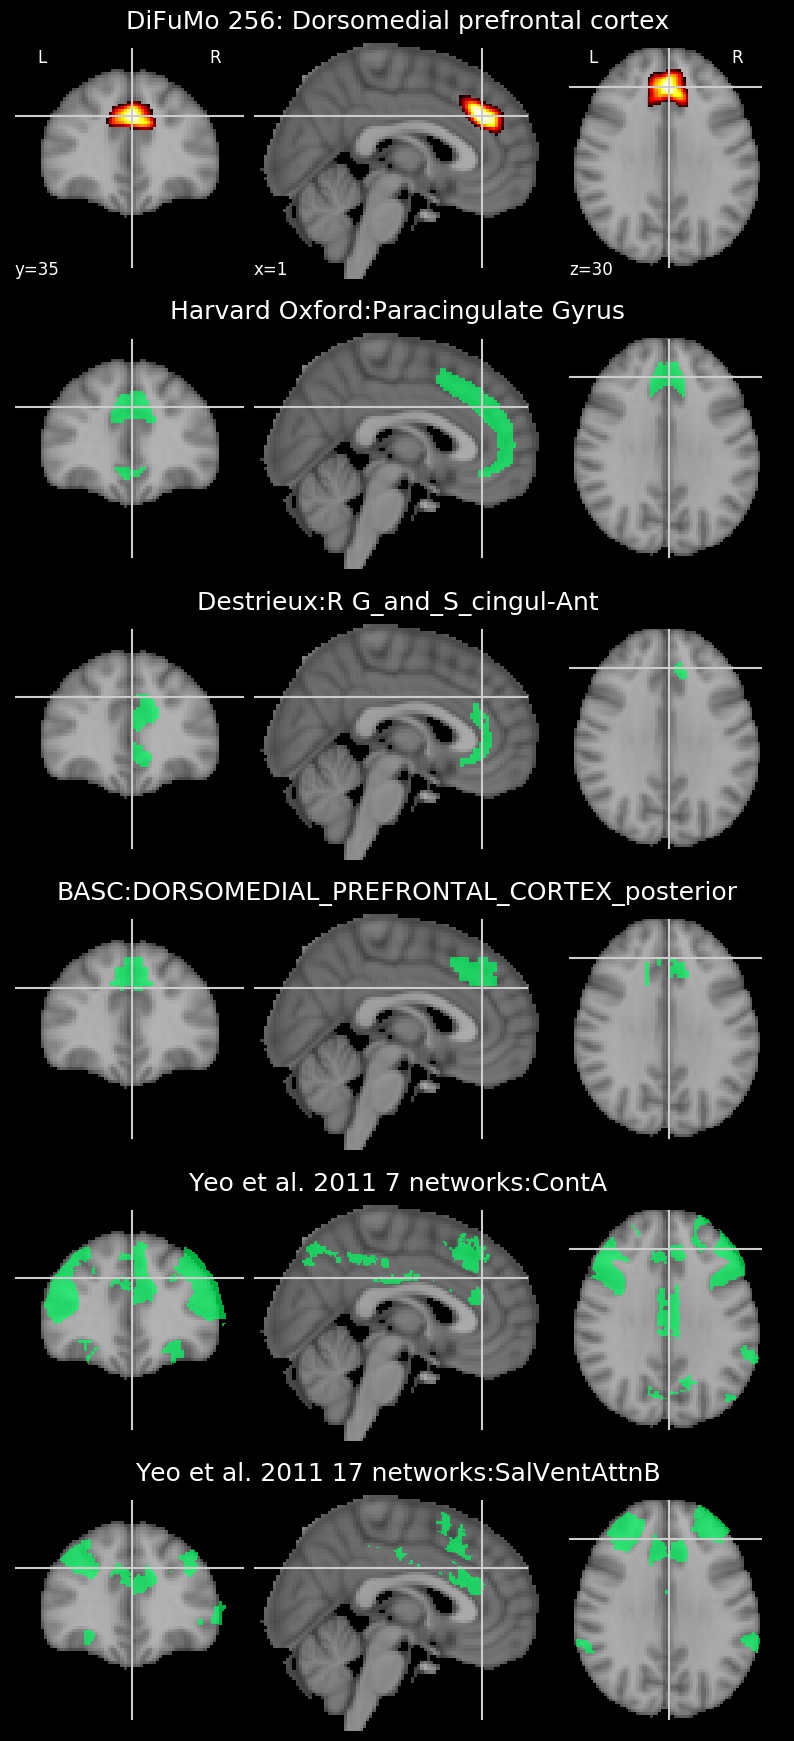 DiFuMo 256: Dorsomedial prefrontal cortex
L R L R
y=35 x=1 z=30
Harvard Oxford:Paracingulate Gyrus
Destrieux:R G_and_S_cingul-Ant
BASC:DORSOMEDIAL_PREFRONTAL_CORTEX_posterior
Yeo et al. 2011 7 networks:ContA
Yeo et al. 2011 17 networks:SalVentAttnB